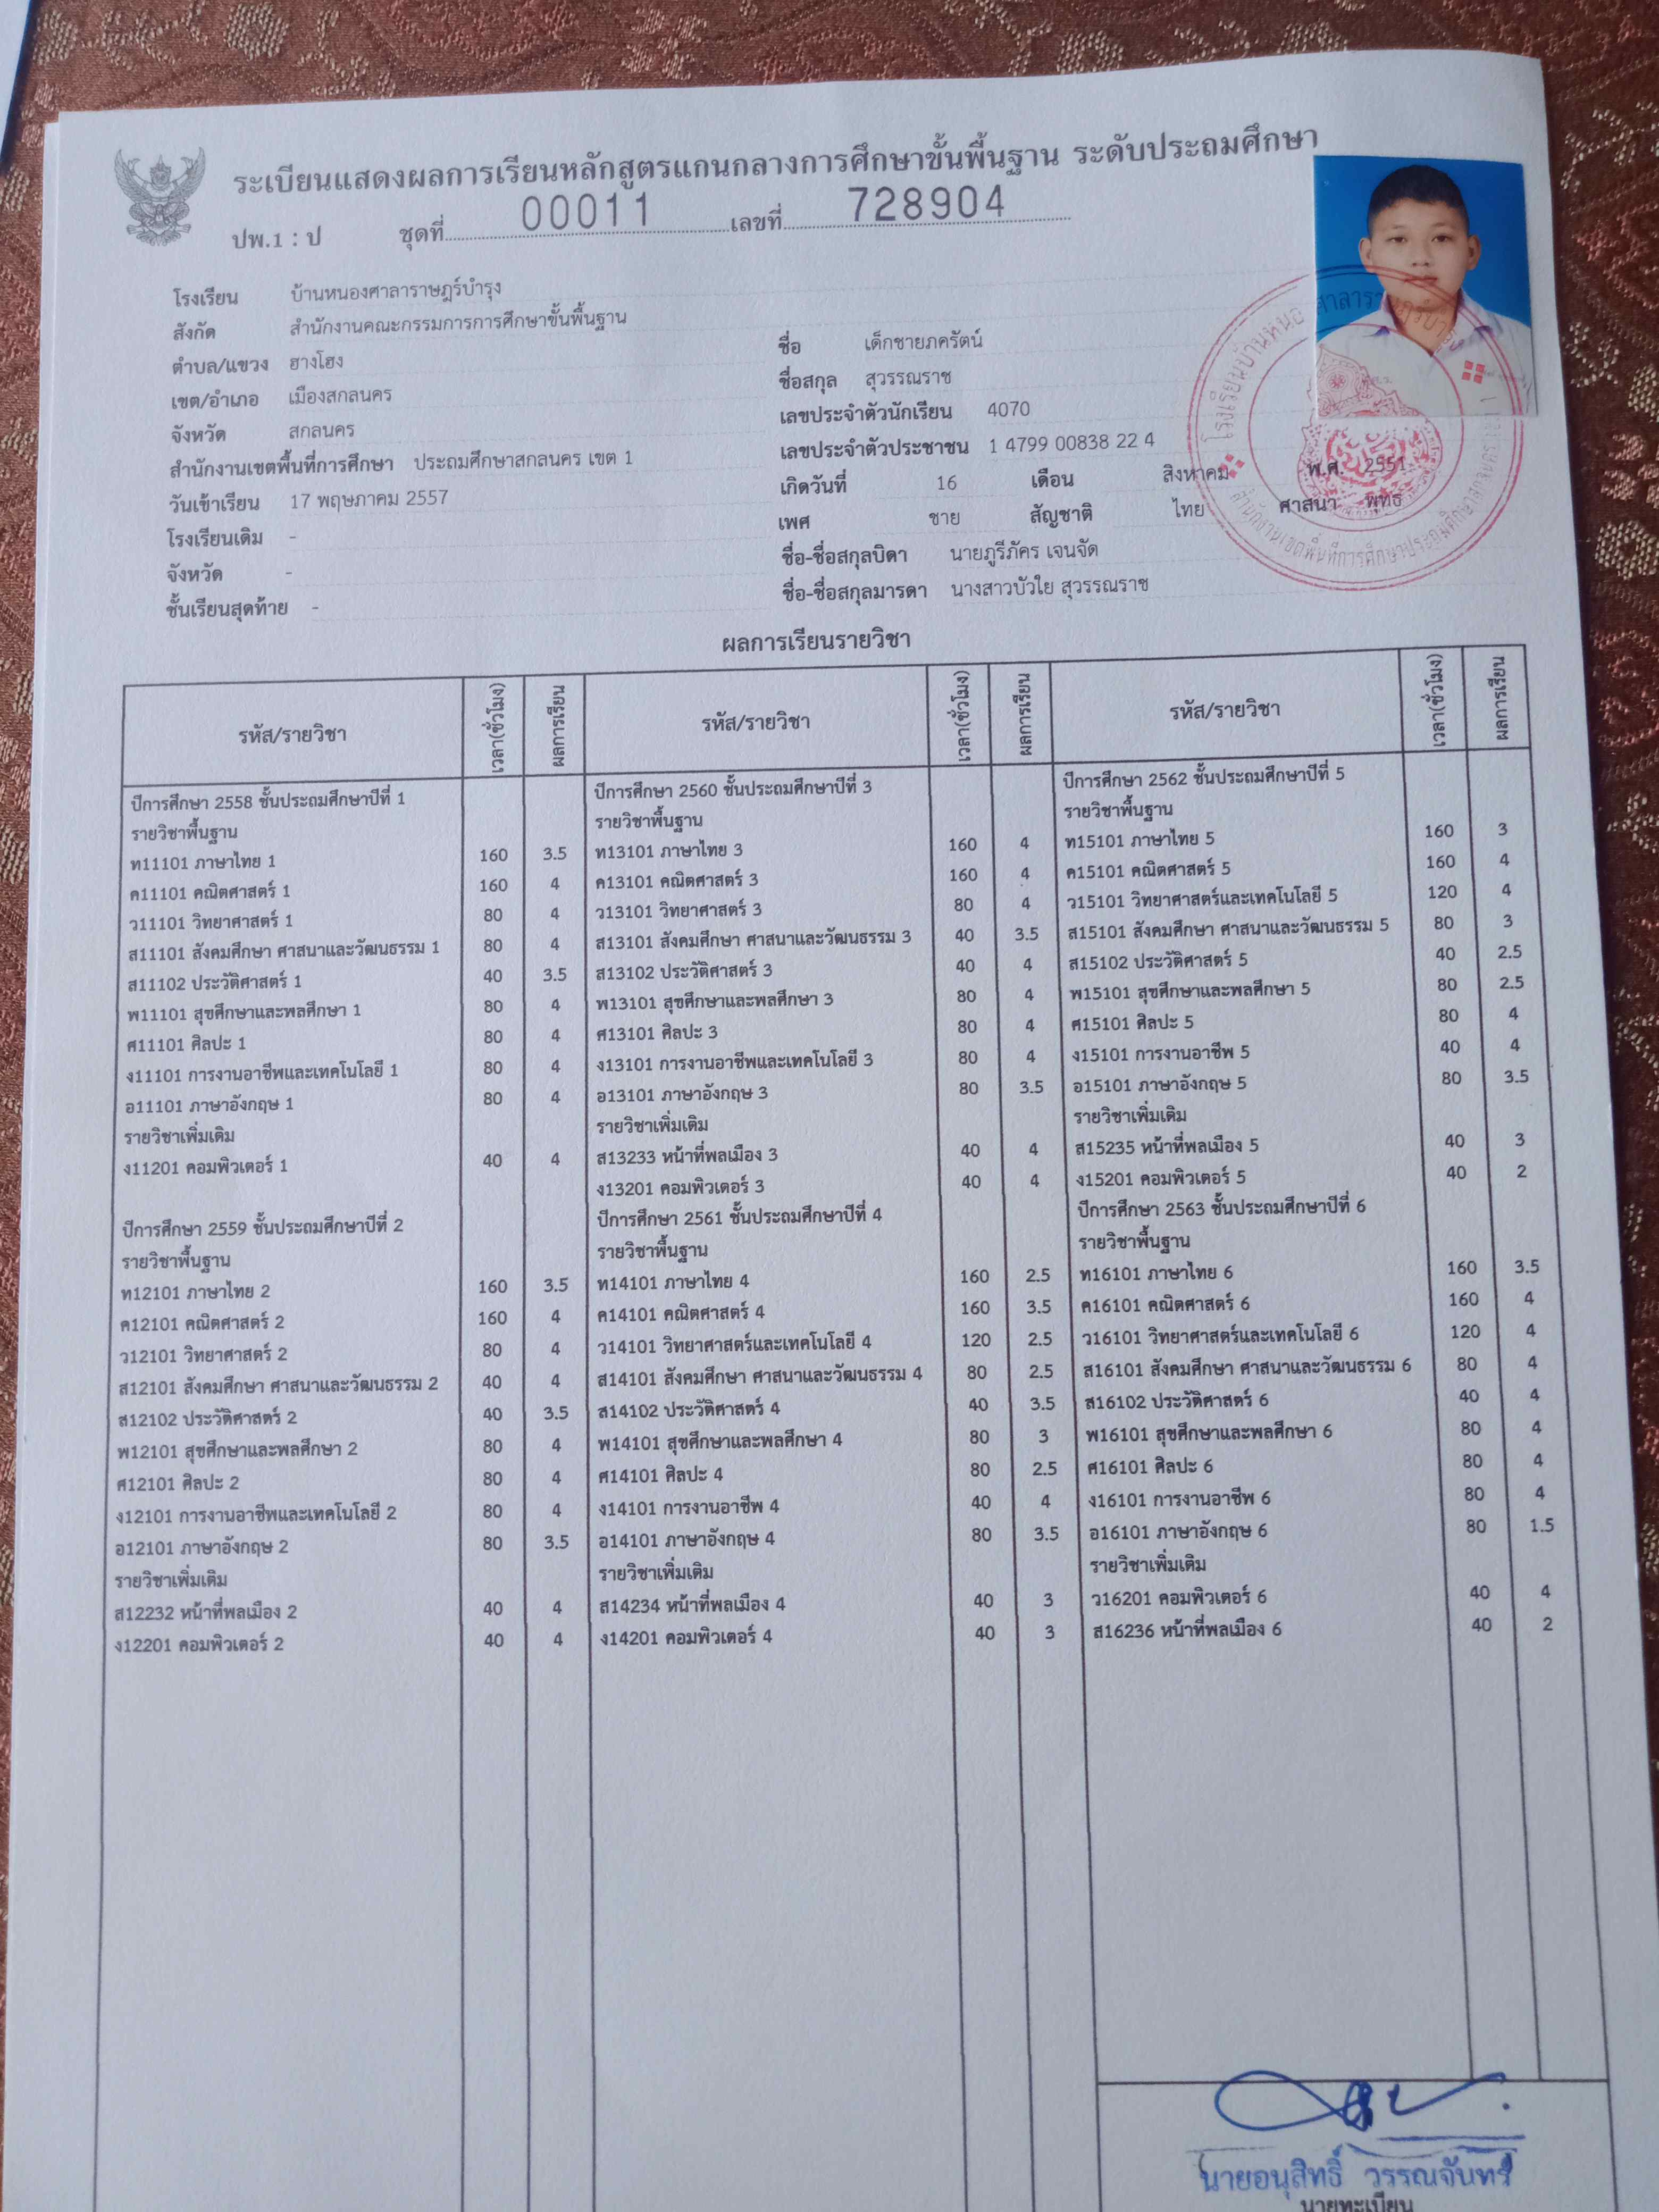 ระเบียนแสดงผลการเรียนหลักสูตรแกนกลางการศึกษาขั้นพื้นฐาน ระดับประถมศึกษา
ปพ.1 : ป ชุดที่ 00011 เลขที่ 728904
โรงเรียน บ้านหนองศาลาราษฎร์บำรุง
สังกัด สำนักงานคณะกรรมการการศึกษาขั้นพื้นฐาน
ตำบล/แขวง ฮางโฮง
เขต/อำเภอ เมืองสกลนคร
จังหวัด สกลนคร
สำนักงานเขตพื้นที่การศึกษา ประถมศึกษาสกลนคร เขต 1
วันเข้าเรียน 17 พฤษภาคม 2557
โรงเรียนเดิม -
จังหวัด -
ชั้นเรียนสุดท้าย -
ชื่อ เด็กชายภครัตน์
ชื่อสกุล สุวรรณราช
เลขประจำตัวนักเรียน 4070
เลขประจำตัวประชาชน 1 4799 00838 22 4
เกิดวันที่ 16 เดือน สิงหาคม พ.ศ. 2551
เพศ ชาย สัญชาติ ไทย ศาสนา พุทธ
ชื่อ-ชื่อสกุลบิดา นายภูรีภัคร เจนจัด
ชื่อ-ชื่อสกุลมารดา นางสาวบัวใย สุวรรณราช
ผลการเรียนรายวิชา
รหัส/รายวิชา เวลา(ชั่วโมง) ผลการเรียน
ปีการศึกษา 2558 ชั้นประถมศึกษาปีที่ 1
รายวิชาพื้นฐาน
ท11101 ภาษาไทย 1 160 3.5
ค11101 คณิตศาสตร์ 1 160 4
ว11101 วิทยาศาสตร์ 1 80 4
ส11101 สังคมศึกษา ศาสนาและวัฒนธรรม 1 80 4
ส11102 ประวัติศาสตร์ 1 40 3.5
พ11101 สุขศึกษาและพลศึกษา 1 80 4
ศ11101 ศิลปะ 1 80 4
ง11101 การงานอาชีพและเทคโนโลยี 1 80 4
อ11101 ภาษาอังกฤษ 1 80 4
รายวิชาเพิ่มเติม
ง11201 คอมพิวเตอร์ 1 40 4
ปีการศึกษา 2559 ชั้นประถมศึกษาปีที่ 2
รายวิชาพื้นฐาน
ท12101 ภาษาไทย 2 160 3.5
ค12101 คณิตศาสตร์ 2 160 4
ว12101 วิทยาศาสตร์ 2 80 4
ส12101 สังคมศึกษา ศาสนาและวัฒนธรรม 2 40 4
ส12102 ประวัติศาสตร์ 2 40 3.5
พ12101 สุขศึกษาและพลศึกษา 2 80 4
ศ12101 ศิลปะ 2 80 4
ง12101 การงานอาชีพและเทคโนโลยี 2 80 4
อ12101 ภาษาอังกฤษ 2 80 3.5
รายวิชาเพิ่มเติม
ส12232 หน้าที่พลเมือง 2 40 4
ง12201 คอมพิวเตอร์ 2 40 4
รหัส/รายวิชา เวลา(ชั่วโมง) ผลการเรียน
ปีการศึกษา 2560 ชั้นประถมศึกษาปีที่ 3
รายวิชาพื้นฐาน
ท13101 ภาษาไทย 3 160 4
ค13101 คณิตศาสตร์ 3 160 4
ว13101 วิทยาศาสตร์ 3 80 4
ส13101 สังคมศึกษา ศาสนาและวัฒนธรรม 3 40 3.5
ส13102 ประวัติศาสตร์ 3 40 4
พ13101 สุขศึกษาและพลศึกษา 3 80 4
ศ13101 ศิลปะ 3 80 4
ง13101 การงานอาชีพและเทคโนโลยี 3 80 4
อ13101 ภาษาอังกฤษ 3 80 3.5
รายวิชาเพิ่มเติม
ส13233 หน้าที่พลเมือง 3 40 4
ง13201 คอมพิวเตอร์ 3 40 4
ปีการศึกษา 2561 ชั้นประถมศึกษาปีที่ 4
รายวิชาพื้นฐาน
ท14101 ภาษาไทย 4 160 2.5
ค14101 คณิตศาสตร์ 4 160 3.5
ว14101 วิทยาศาสตร์และเทคโนโลยี 4 120 2.5
ส14101 สังคมศึกษา ศาสนาและวัฒนธรรม 4 80 2.5
ส14102 ประวัติศาสตร์ 4 40 3.5
พ14101 สุขศึกษาและพลศึกษา 4 80 3
ศ14101 ศิลปะ 4 80 2.5
ง14101 การงานอาชีพ 4 40 4
อ14101 ภาษาอังกฤษ 4 80 3.5
รายวิชาเพิ่มเติม
ส14234 หน้าที่พลเมือง 4 40 3
ง14201 คอมพิวเตอร์ 4 40 3
รหัส/รายวิชา เวลา(ชั่วโมง) ผลการเรียน
ปีการศึกษา 2562 ชั้นประถมศึกษาปีที่ 5
รายวิชาพื้นฐาน
ท15101 ภาษาไทย 5 160 3
ค15101 คณิตศาสตร์ 5 160 4
ว15101 วิทยาศาสตร์และเทคโนโลยี 5 120 4
ส15101 สังคมศึกษา ศาสนาและวัฒนธรรม 5 80 3
ส15102 ประวัติศาสตร์ 5 40 2.5
พ15101 สุขศึกษาและพลศึกษา 5 80 2.5
ศ15101 ศิลปะ 5 80 4
ง15101 การงานอาชีพ 5 40 4
อ15101 ภาษาอังกฤษ 5 80 3.5
รายวิชาเพิ่มเติม
ส15235 หน้าที่พลเมือง 5 40 3
ง15201 คอมพิวเตอร์ 5 40 2
ปีการศึกษา 2563 ชั้นประถมศึกษาปีที่ 6
รายวิชาพื้นฐาน
ท16101 ภาษาไทย 6 160 3.5
ค16101 คณิตศาสตร์ 6 160 4
ว16101 วิทยาศาสตร์และเทคโนโลยี 6 120 4
ส16101 สังคมศึกษา ศาสนาและวัฒนธรรม 6 80 4
ส16102 ประวัติศาสตร์ 6 40 4
พ16101 สุขศึกษาและพลศึกษา 6 80 4
ศ16101 ศิลปะ 6 80 4
ง16101 การงานอาชีพ 6 80 4
อ16101 ภาษาอังกฤษ 6 80 1.5
รายวิชาเพิ่มเติม
ว16201 คอมพิวเตอร์ 6 40 4
ส16236 หน้าที่พลเมือง 6 40 2
นายอนุสิทธิ์ วรรณจันทร์
นายทะเบียน